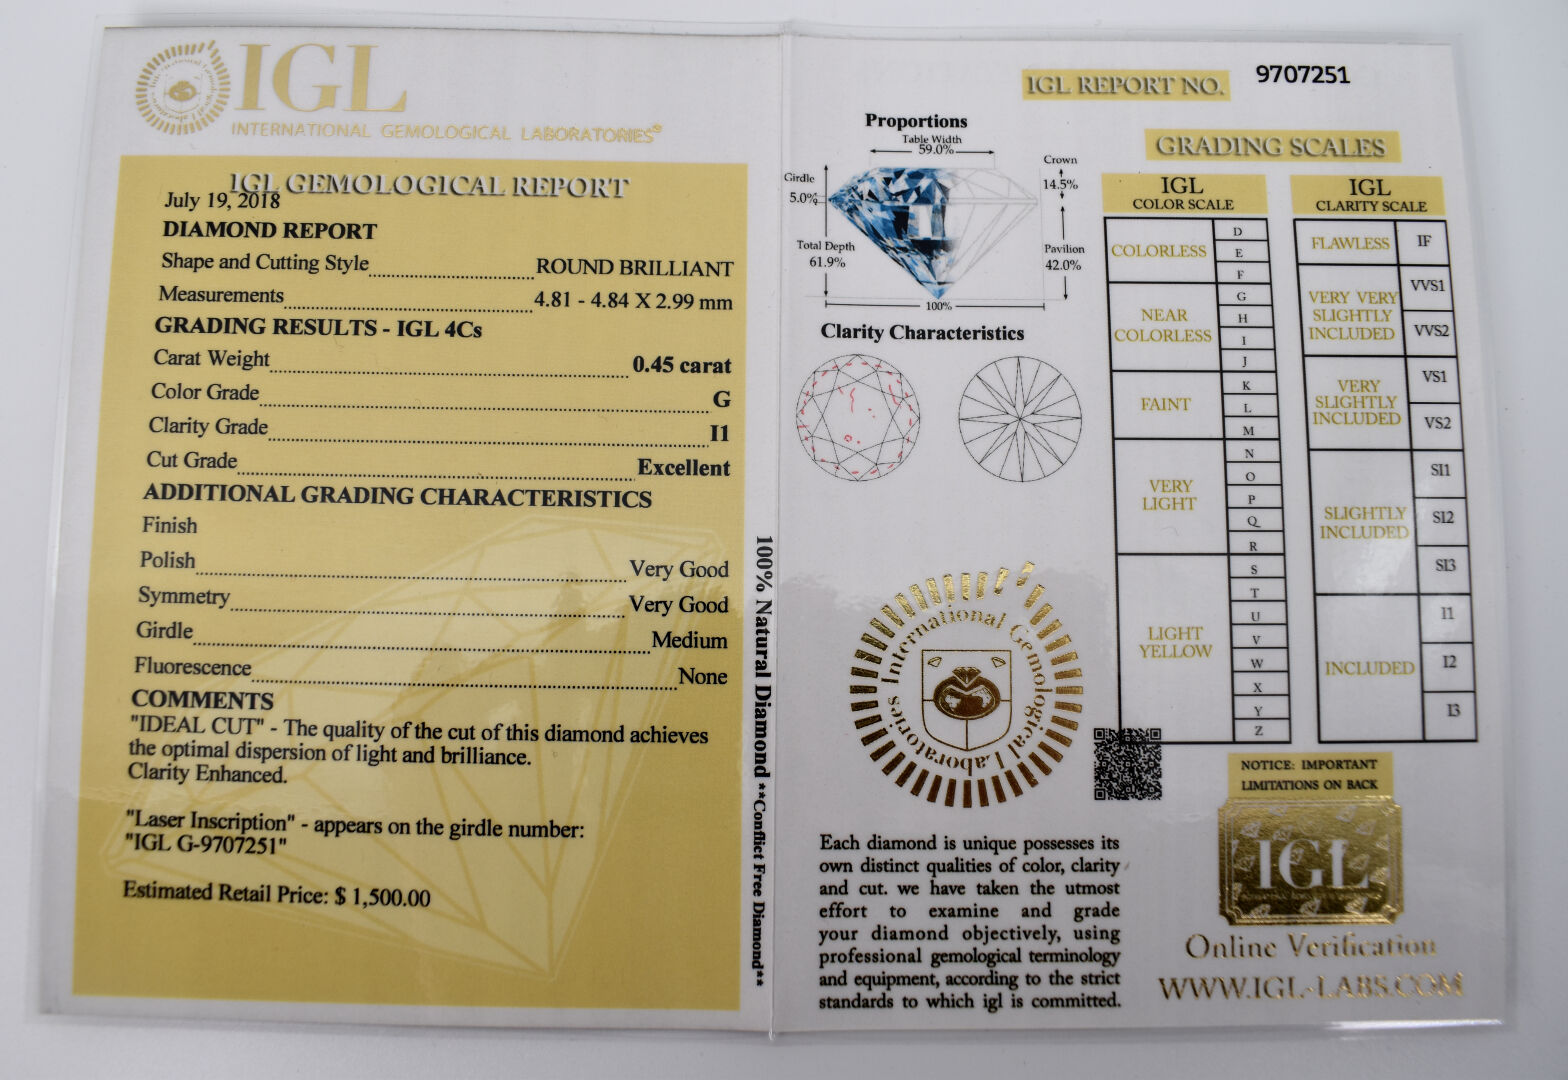 IGL
INTERNATIONAL GEMOLOGICAL LABORATORIES®
IGL GEMOLOGICAL REPORT
July 19, 2018
DIAMOND REPORT
Shape and Cutting Style ROUND BRILLIANT
Measurements 4.81 - 4.84 X 2.99 mm
GRADING RESULTS - IGL 4Cs
Carat Weight 0.45 carat
Color Grade G
Clarity Grade I1
Cut Grade Excellent
ADDITIONAL GRADING CHARACTERISTICS
Finish
Polish Very Good
Symmetry Very Good
Girdle Medium
Fluorescence None
COMMENTS
"IDEAL CUT" - The quality of the cut of this diamond achieves
the optimal dispersion of light and brilliance.
Clarity Enhanced.
"Laser Inscription" - appears on the girdle number:
"IGL G-9707251"
Estimated Retail Price: $ 1,500.00
100% Natural Diamond **Conflict Free Diamond**
IGL REPORT NO. 9707251
Proportions
Table Width
59.0%
Crown
14.5%
Girdle
5.0%
Total Depth
61.9%
Pavilion
42.0%
100%
Clarity Characteristics
International Gemological Laboratories
Each diamond is unique possesses its
own distinct qualities of color, clarity
and cut. we have taken the utmost
effort to examine and grade
your diamond objectively, using
professional gemological terminology
and equipment, according to the strict
standards to which igl is committed.
GRADING SCALES
IGL
COLOR SCALE
COLORLESS
D
E
F
NEAR
COLORLESS
G
H
I
J
FAINT
K
L
M
VERY
LIGHT
N
O
P
Q
R
LIGHT
YELLOW
S
T
U
V
W
X
Y
Z
IGL
CLARITY SCALE
FLAWLESS
IF
VERY VERY
SLIGHTLY
INCLUDED
VVS1
VVS2
VERY
SLIGHTLY
INCLUDED
VS1
VS2
SLIGHTLY
INCLUDED
SI1
SI2
SI3
INCLUDED
I1
I2
I3
NOTICE: IMPORTANT
LIMITATIONS ON BACK
IGL
Online Verification
WWW.IGL-LABS.COM